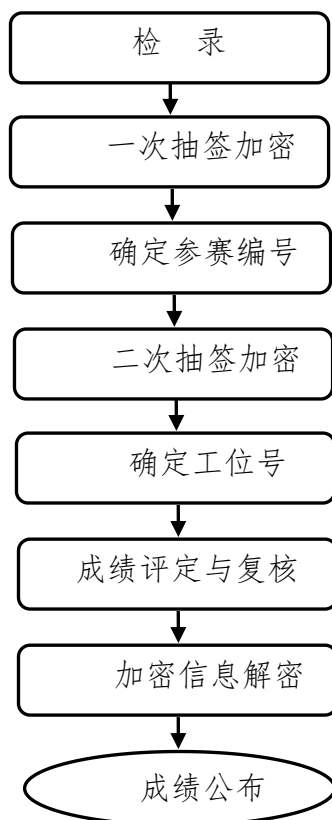 检 录
一次抽签加密
确定参赛编号
二次抽签加密
确定工位号
成绩评定与复核
加密信息解密
成绩公布